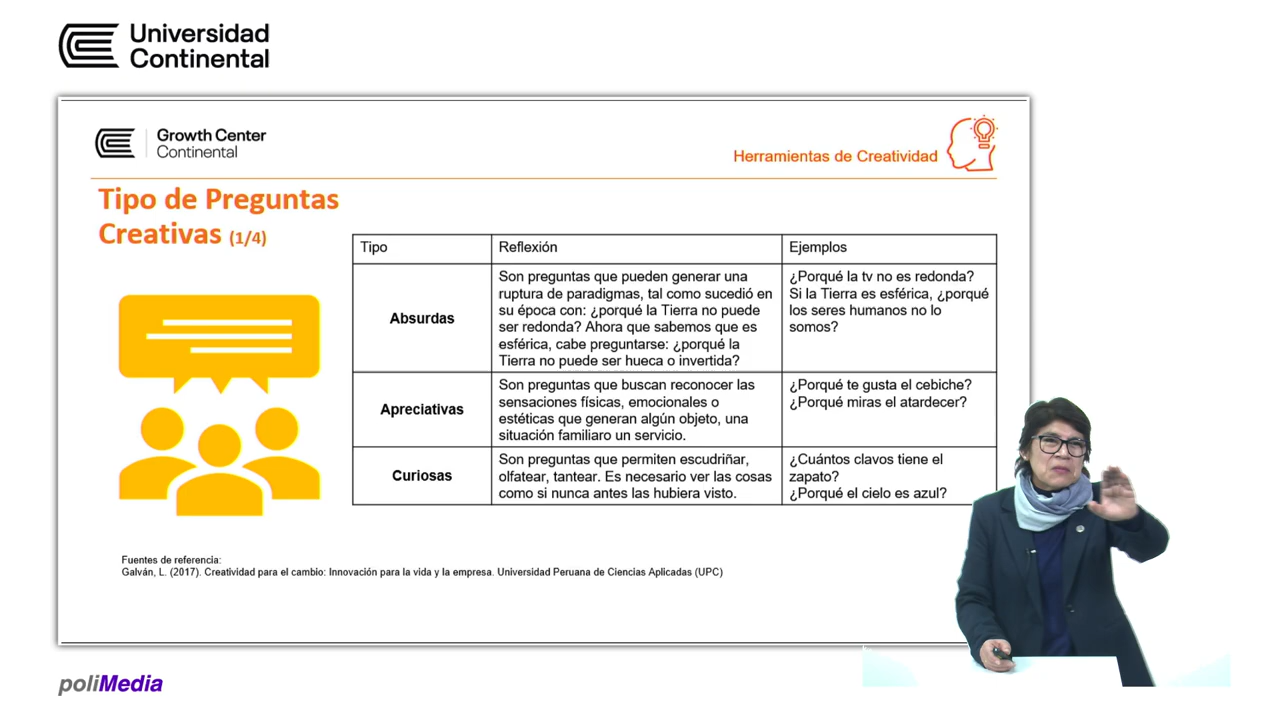 Universidad
Continental
Growth Center
Continental
Herramientas de Creatividad
Tipo de Preguntas
Creativas (1/4)
Tipo
Reflexión
Ejemplos
Absurdas
Son preguntas que pueden generar una
ruptura de paradigmas, tal como sucedió en
su época con: ¿porqué la Tierra no puede
ser redonda? Ahora que sabemos que es
esférica, cabe preguntarse: ¿porqué la
Tierra no puede ser hueca o invertida?
¿Porqué la tv no es redonda?
Si la Tierra es esférica, ¿porqué
los seres humanos no lo
somos?
Apreciativas
Son preguntas que buscan reconocer las
sensaciones físicas, emocionales o
estéticas que generan algún objeto, una
situación familiaro un servicio.
¿Porqué te gusta el cebiche?
¿Porqué miras el atardecer?
Curiosas
Son preguntas que permiten escudriñar,
olfatear, tantear. Es necesario ver las cosas
como si nunca antes las hubiera visto.
¿Cuántos clavos tiene el
zapato?
¿Porqué el cielo es azul?
Fuentes de referencia:
Galván, L. (2017). Creatividad para el cambio: Innovación para la vida y la empresa. Universidad Peruana de Ciencias Aplicadas (UPC)
poliMedia